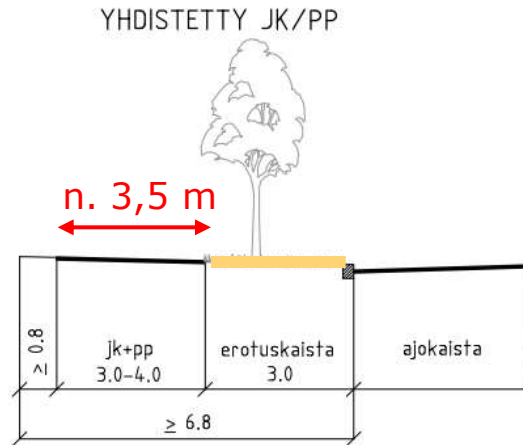 YHDISTETTY JK/PP
n. 3,5 m
≥ 0.8
jk+pp
3.0-4.0
erotuskaista
3.0
ajokaista
≥ 6.8